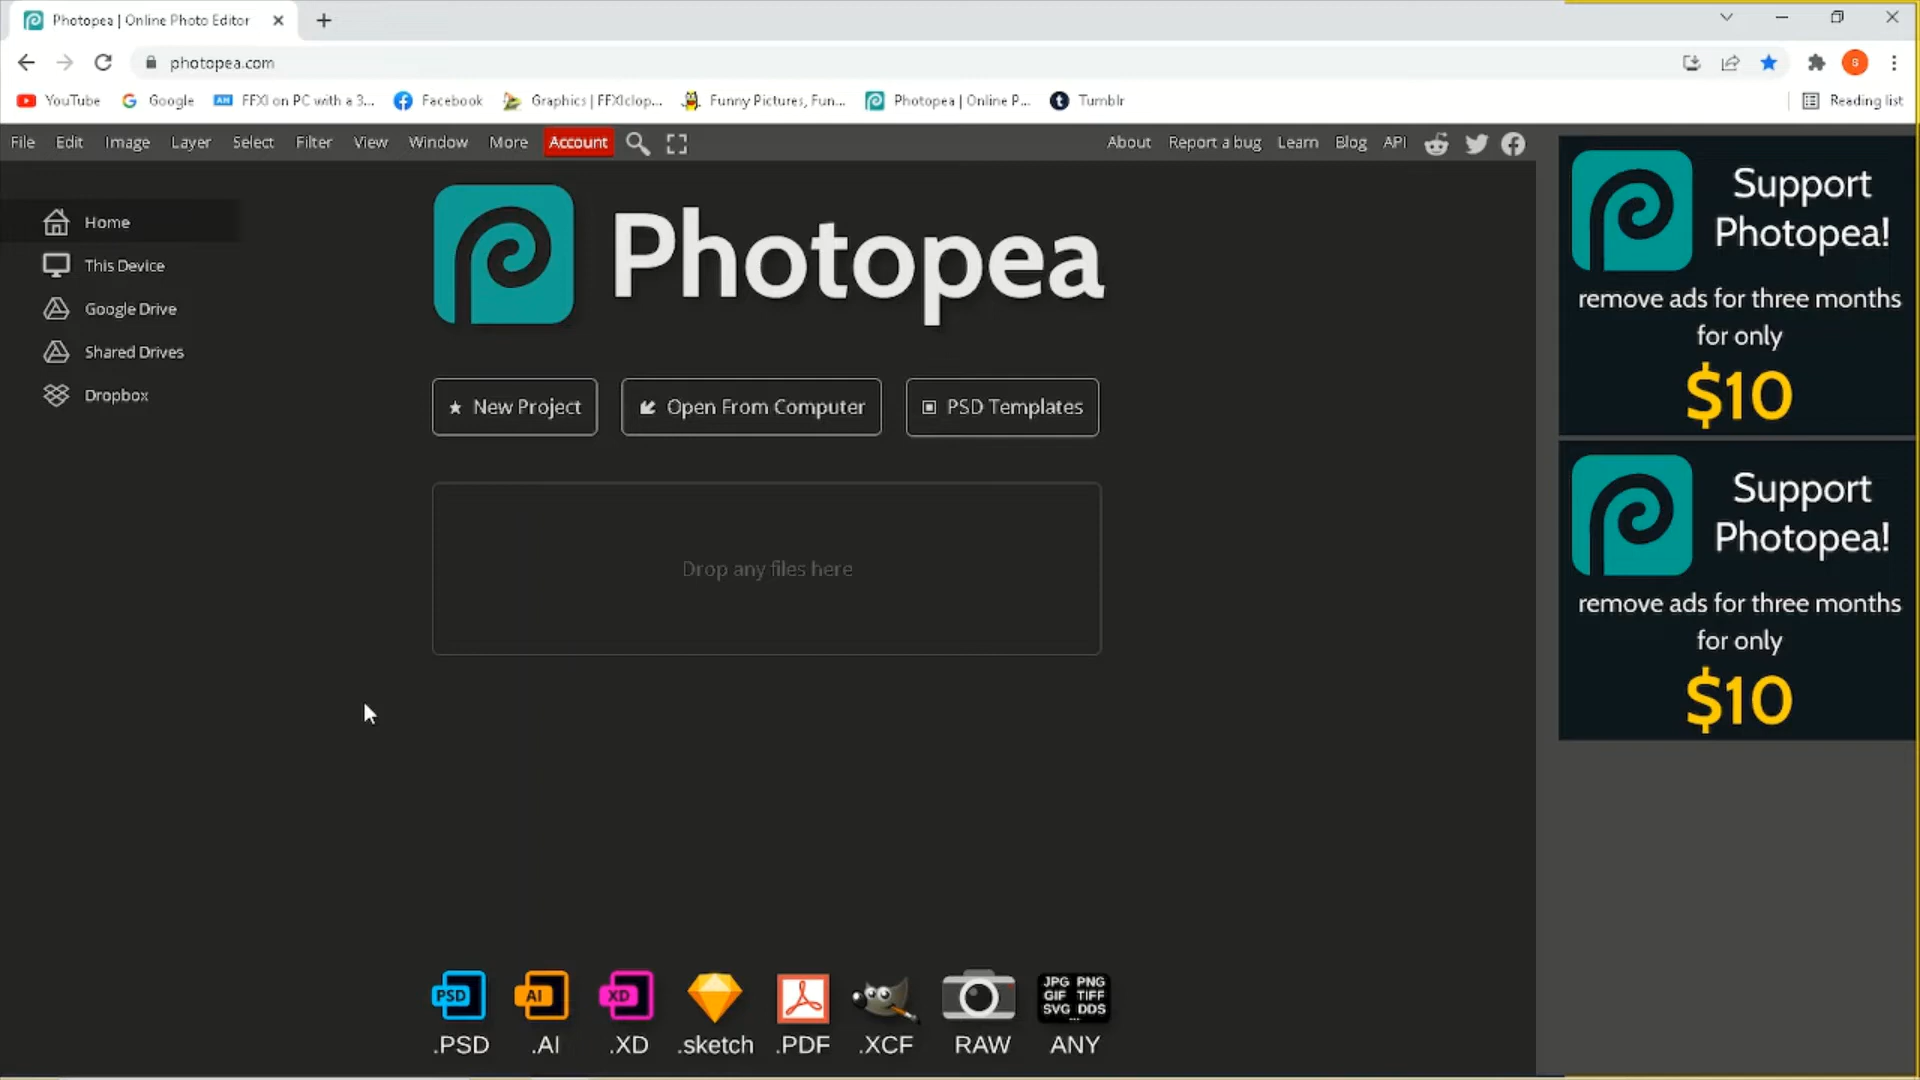 Photopea | Online Photo Editor
photopea.com
YouTube Google FFXI on PC with a 3... Facebook Graphics | FFXIclop... Funny Pictures, Fun... Photopea | Online P... Tumblr Reading list
File Edit Image Layer Select Filter View Window More Account About Report a bug Learn Blog API
Home
This Device
Google Drive
Shared Drives
Dropbox
Photopea
New Project Open From Computer PSD Templates
Drop any files here
PSD AI XD JPG PNG
GIF TIFF
SVG DDS
...
.PSD .AI .XD .sketch .PDF .XCF RAW ANY
Support
Photopea!
remove ads for three months
for only
$10
Support
Photopea!
remove ads for three months
for only
$10